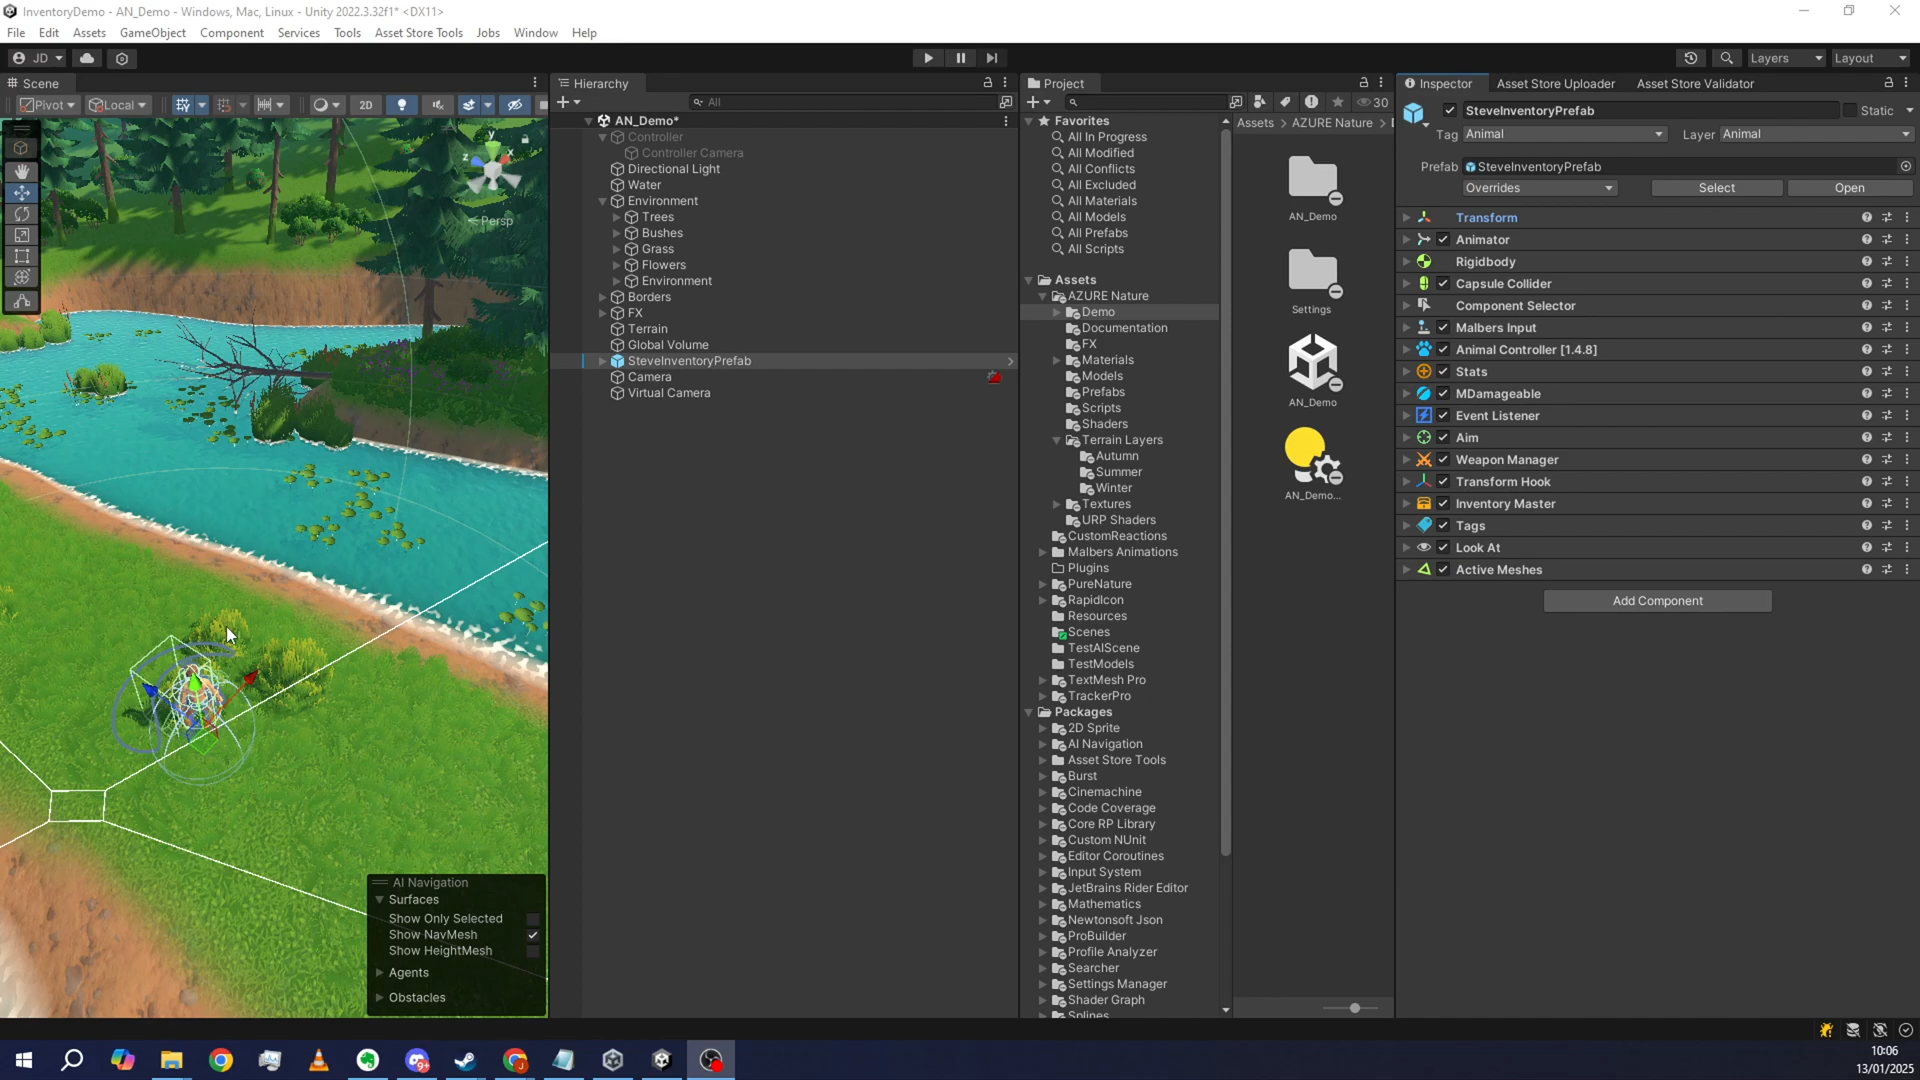 InventoryDemo - AN_Demo - Windows, Mac, Linux - Unity 2022.3.32f1* <DX11>
File Edit Assets GameObject Component Services Tools Asset Store Tools Jobs Window Help
JD Layers Layout
Scene
Pivot Local 2D
y
x
z
Persp
AI Navigation
Surfaces
Show Only Selected
Show NavMesh
Show HeightMesh
Agents
Obstacles
Hierarchy
All
AN_Demo*
Controller
Controller Camera
Directional Light
Water
Environment
Trees
Bushes
Grass
Flowers
Environment
Borders
FX
Terrain
Global Volume
SteveInventoryPrefab
Camera
Virtual Camera
Project
30
Favorites
All In Progress
All Modified
All Conflicts
All Excluded
All Materials
All Models
All Prefabs
All Scripts
Assets
AZURE Nature
Demo
Documentation
FX
Materials
Models
Prefabs
Scripts
Shaders
Terrain Layers
Autumn
Summer
Winter
Textures
URP Shaders
CustomReactions
Malbers Animations
Plugins
PureNature
RapidIcon
Resources
Scenes
TestAIScene
TestModels
TextMesh Pro
TrackerPro
Packages
2D Sprite
AI Navigation
Asset Store Tools
Burst
Cinemachine
Code Coverage
Core RP Library
Custom NUnit
Editor Coroutines
Input System
JetBrains Rider Editor
Mathematics
Newtonsoft Json
ProBuilder
Profile Analyzer
Searcher
Settings Manager
Shader Graph
Splines
Assets > AZURE Nature >
AN_Demo
Settings
AN_Demo
AN_Demo...
Inspector Asset Store Uploader Asset Store Validator
SteveInventoryPrefab Static
Tag Animal Layer Animal
Prefab SteveInventoryPrefab
Overrides Select Open
Transform
Animator
Rigidbody
Capsule Collider
Component Selector
Malbers Input
Animal Controller [1.4.8]
Stats
MDamageable
Event Listener
Aim
Weapon Manager
Transform Hook
Inventory Master
Tags
Look At
Active Meshes
Add Component
9+
J
10:06
13/01/2025